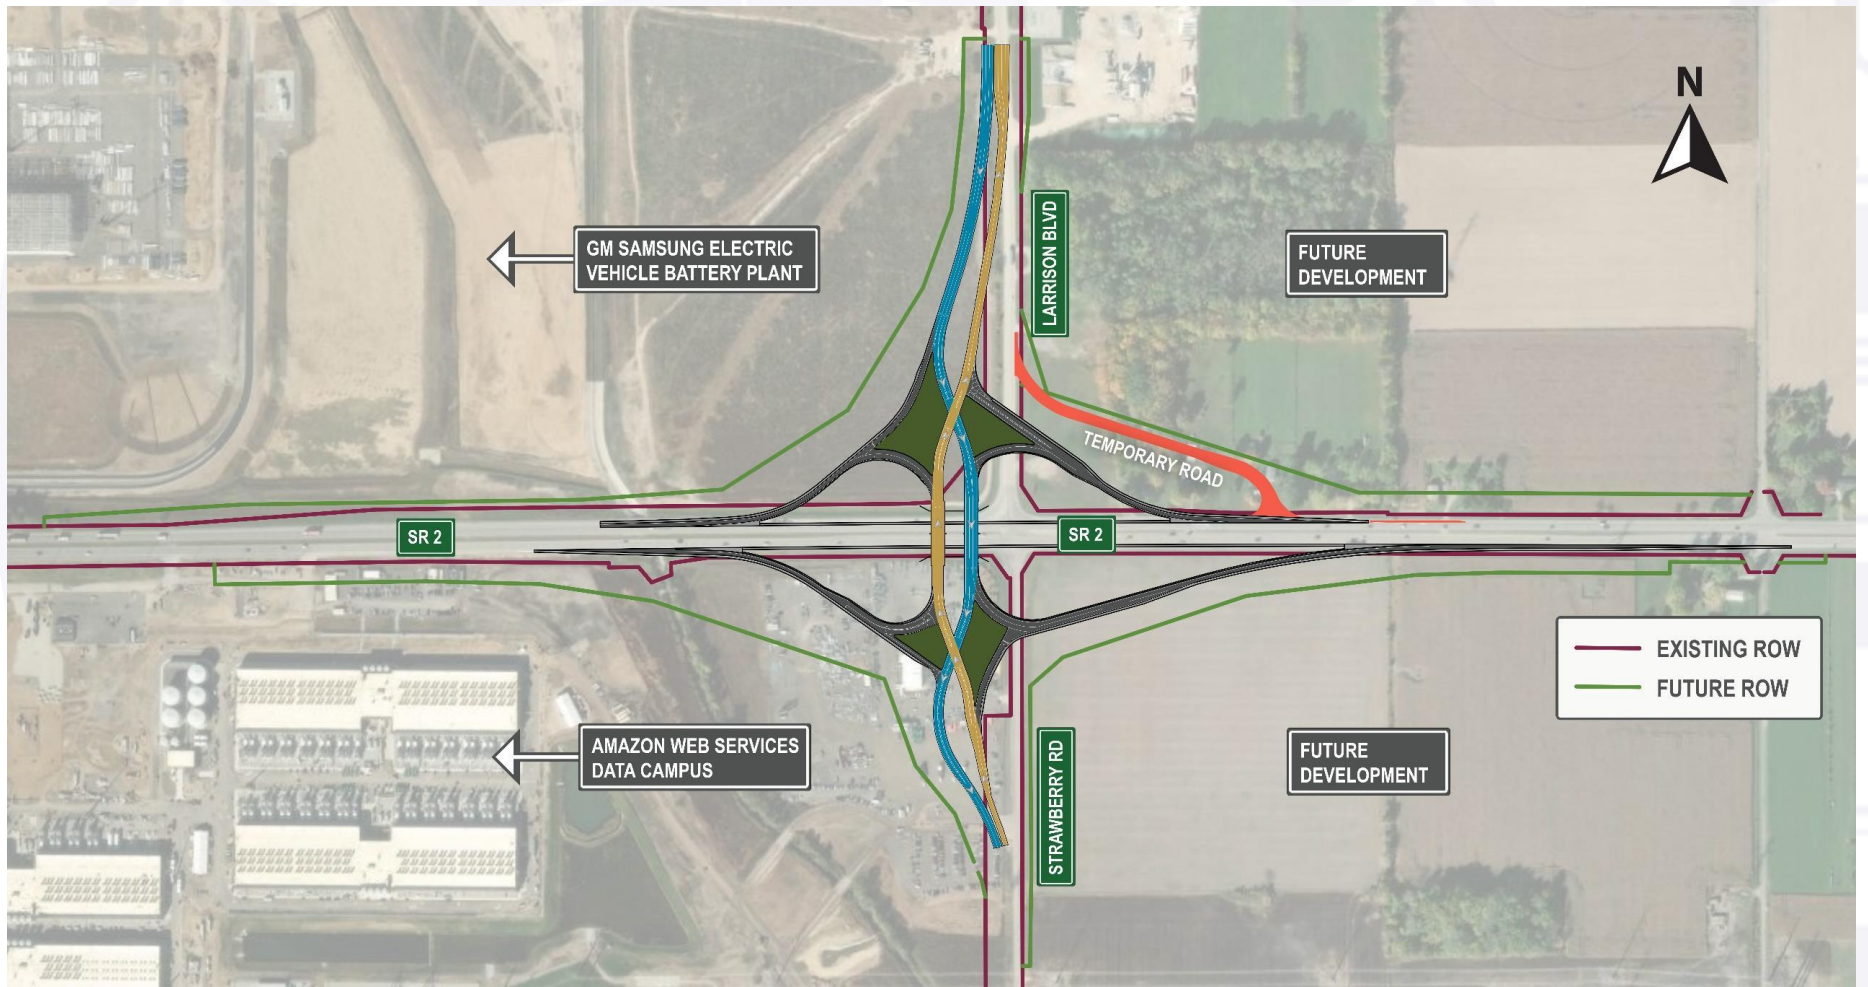 N
LARRISON BLVD
GM SAMSUNG ELECTRIC
VEHICLE BATTERY PLANT
FUTURE
DEVELOPMENT
TEMPORARY ROAD
SR 2
SR 2
EXISTING ROW
FUTURE ROW
AMAZON WEB SERVICES
DATA CAMPUS
STRAWBERRY RD
FUTURE
DEVELOPMENT